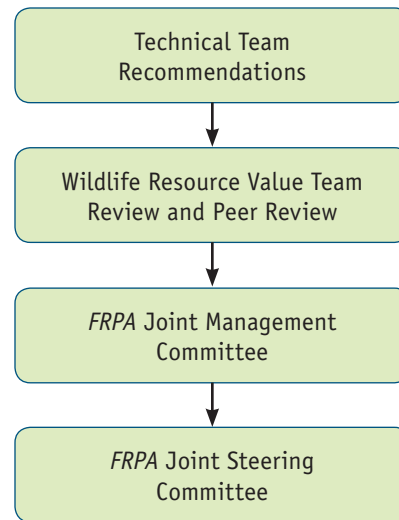 Technical Team
Recommendations
Wildlife Resource Value Team
Review and Peer Review
FRPA Joint Management
Committee
FRPA Joint Steering
Committee